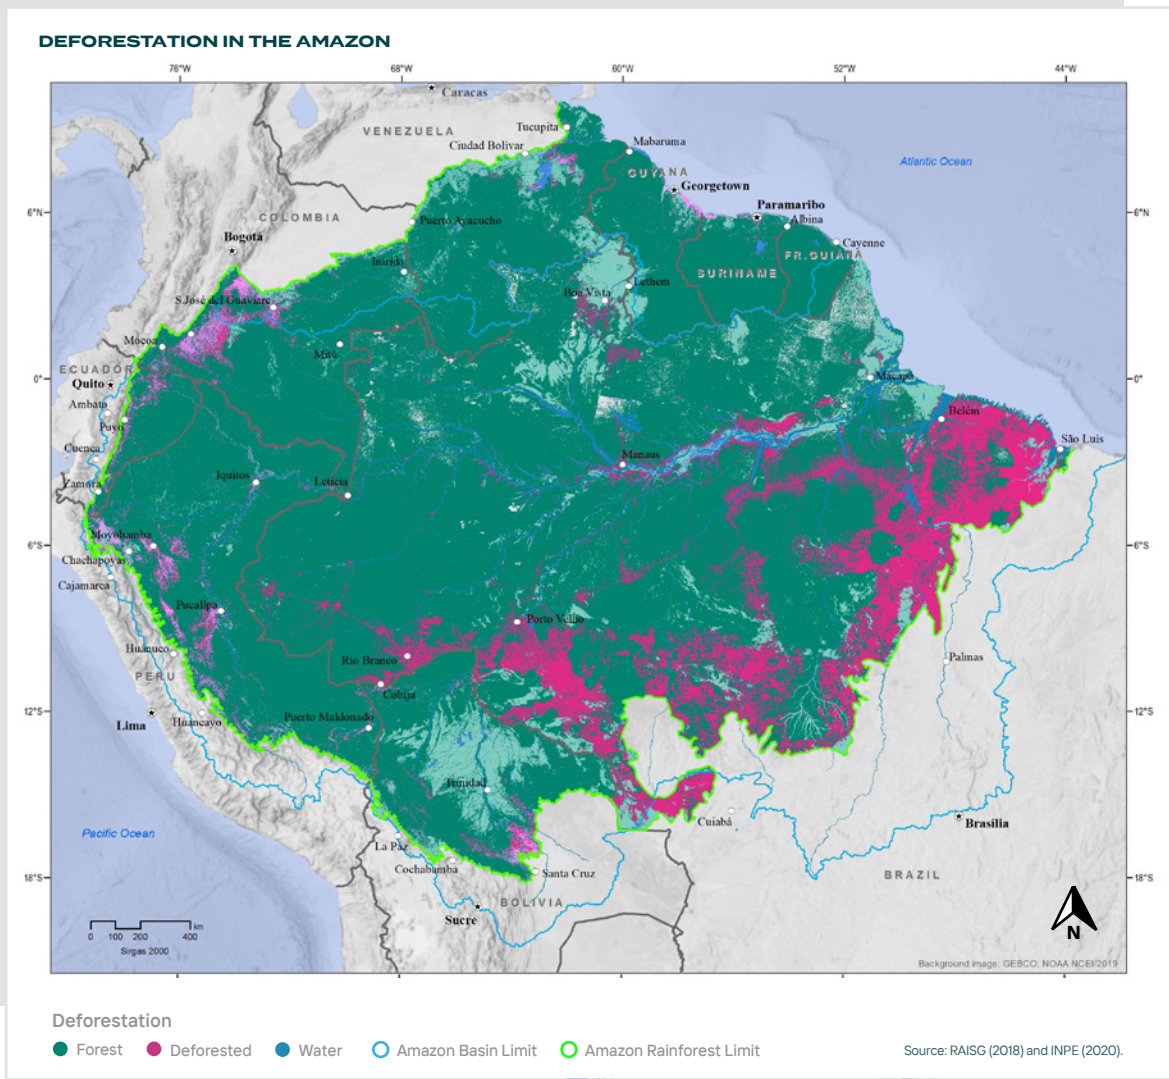 DEFORESTATION IN THE AMAZON
76°W 68°W 60°W 52°W 44°W
Caracas
Tucupita
VENEZUELA
Ciudad Bolivar
Mabaruma
Atlantic Ocean
GUYANA
Georgetown
Paramaribo
6°N
COLOMBIA
Puerto Ayacucho
Albina
6°N
Bogotá
Cayenne
FR.GUIANA
Inirida
SURINAME
Lethem
Boa Vista
S.José del Guaviare
Mocoa
Mitú
ECUADOR
Macapá
0°
Quito
0°
Ambato
Belém
Puyo
São Luis
Cuenca
Manaus
Iquitos
Leticia
Zamora
Moyobamba
6°S
6°S
Chachapoyas
Cajamarca
Pucallpa
Porto Velho
Huánuco
Rio Branco
Palmas
PERU
Cobija
12°S
Lima
Huancayo
Puerto Maldonado
12°S
Trinidad
Cuiabá
Brasilia
Pacific Ocean
La Paz
Cochabamba
Santa Cruz
BRAZIL
18°S
18°S
BOLIVIA
Sucre
0 100 200 400 km
Sirgas 2000
N
Background image: GEBCO; NOAA NCEI/2019
Deforestation
Forest Deforested Water Amazon Basin Limit Amazon Rainforest Limit
Source: RAISG (2018) and INPE (2020).